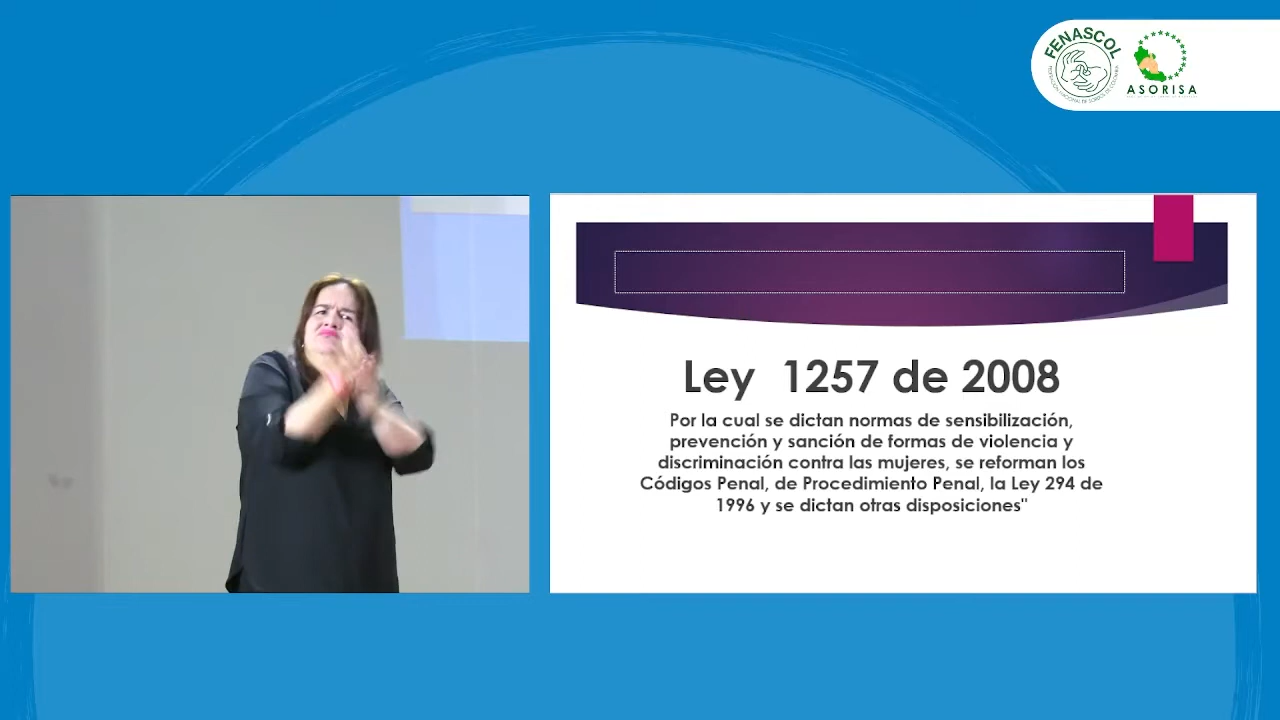 FENASCOL
ASORISA
Ley 1257 de 2008
Por la cual se dictan normas de sensibilización,
prevención y sanción de formas de violencia y
discriminación contra las mujeres, se reforman los
Códigos Penal, de Procedimiento Penal, la Ley 294 de
1996 y se dictan otras disposiciones"